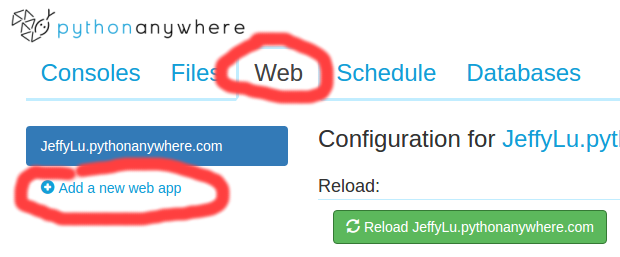 pythonanywhere
Consoles Files Web Schedule Databases
JeffyLu.pythonanywhere.com
Add a new web app
Configuration for JeffyLu.pyt
Reload:
Reload JeffyLu.pythonanywhere.com